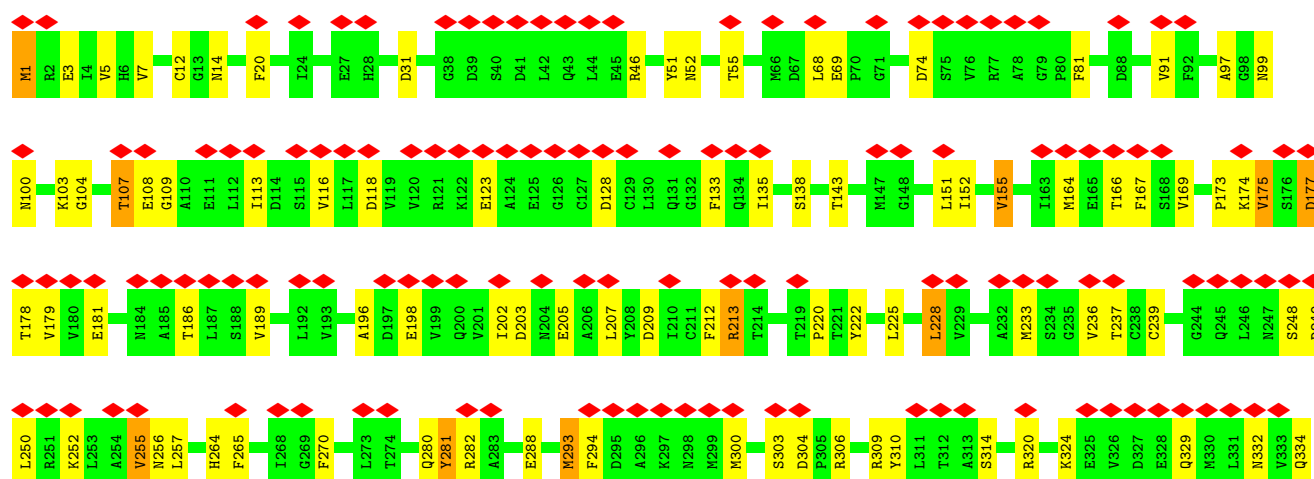 M1 R2 E3 I4 V5 H6 V7 C12 G13 N14 F20 I24 E27 H28 D31 G38 D39 S40 D41 L42 Q43 L44 E45 R46 Y51 N52 T55 M66 D67 L68 E69 P70 G71 D74 S75 V76 R77 A78 G79 P80 F81 D88 V91 F92 A97 G98 N99
N100 K103 G104 T107 E108 G109 A110 E111 L112 I113 D114 S115 V116 L117 D118 V119 V120 R121 K122 E123 A124 E125 G126 C127 D128 C129 L130 Q131 G132 F133 Q134 I135 S138 T143 M147 G148 L151 I152 V155 I163 M164 E165 T166 F167 S168 V169 P173 K174 V175 S176 D177
T178 V179 V180 E181 N184 A185 T186 L187 S188 V189 L192 V193 A196 D197 E198 V199 Q200 V201 I202 D203 N204 E205 A206 L207 Y208 D209 I210 C211 F212 R213 T214 T219 P220 T221 Y222 L225 L228 V229 A232 M233 S234 G235 V236 T237 C238 C239 G244 Q245 L246 N247 S248
L250 R251 K252 L253 A254 V255 N256 L257 H264 F265 I268 G269 F270 L273 T274 Q280 Y281 R282 A283 E288 M293 F294 D295 A296 K297 N298 M299 M300 S303 D304 P305 R306 R309 Y310 L311 T312 A313 S314 R320 K324 E325 V326 D327 E328 Q329 M330 L331 N332 V333 Q334